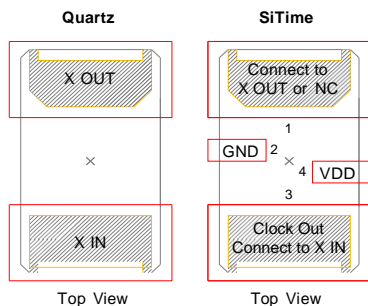 Quartz
SiTime
X OUT
Connect to
X OUT or NC
1
GND
2
4
VDD
3
X IN
Clock Out
Connect to X IN
Top View
Top View